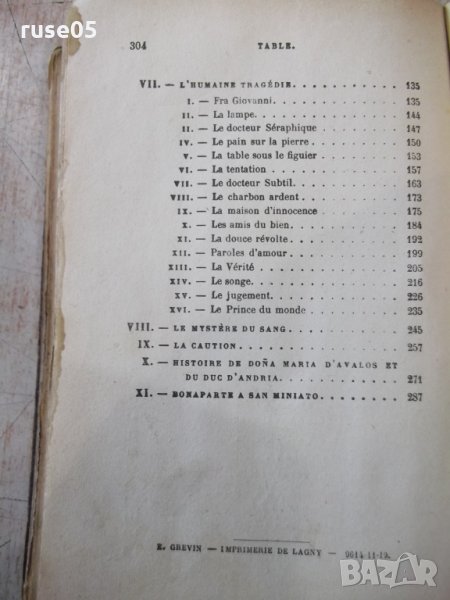 ruse05
304 TABLE.
VII. — L'HUMAINE TRAGÉDIE. 135
I. — Fra Giovanni. 135
II. — La lampe. 144
II. — Le docteur Séraphique 147
IV. — Le pain sur la pierre 150
V. — La table sous le figuier 153
VI. — La tentation 157
VII. — Le docteur Subtil. 163
VIII. — Le charbon ardent 173
IX. — La maison d'innocence 175
X. — Les amis du bien. 184
XI. — La douce révolte 192
XII. — Paroles d'amour 199
XIII. — La Vérité 205
XIV. — Le songe. 216
XV. — Le jugement. 226
XVI. — Le Prince du monde 235
VIII. — LE MYSTÈRE DU SANG. 245
IX. — LA CAUTION 257
X. — HISTOIRE DE DOÑA MARIA D'AVALOS ET
DU DUC D'ANDRIA. 271
XI. — BONAPARTE A SAN MINIATO 287
E. GREVIN — IMPRIMERIE DE LAGNY — 9614-11-19.
BAZAR